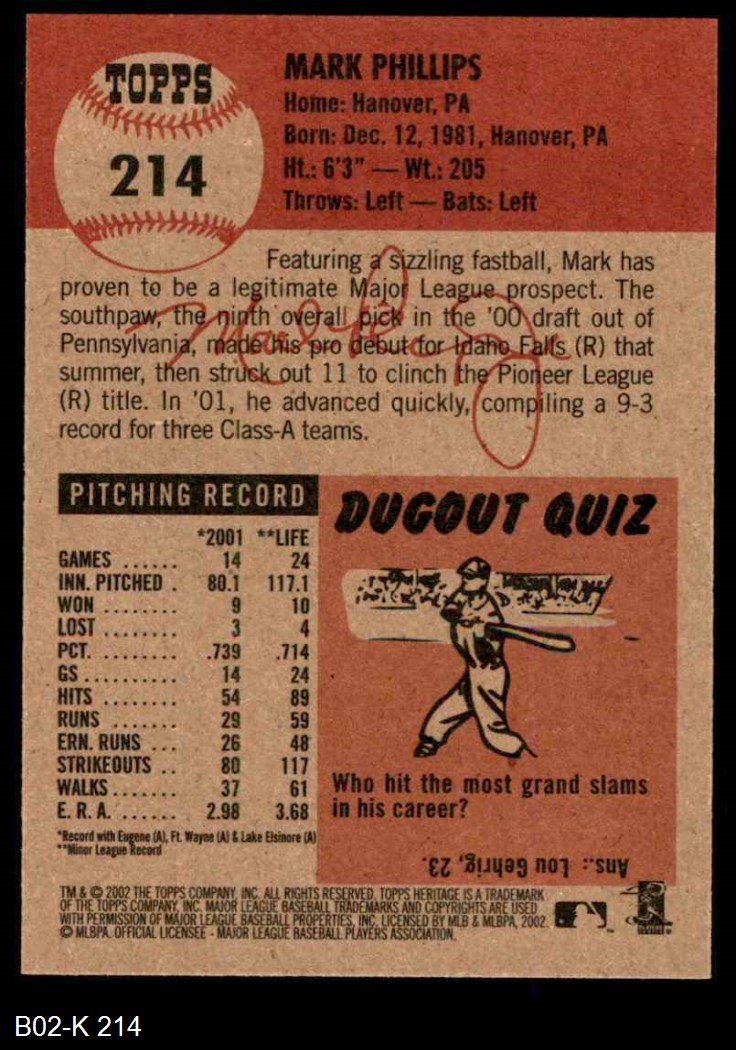 TOPPS
214
MARK PHILLIPS
Home: Hanover, PA
Born: Dec. 12, 1981, Hanover, PA
Ht.: 6'3" — Wt.: 205
Throws: Left — Bats: Left
Featuring a sizzling fastball, Mark has
proven to be a legitimate Major League prospect. The
southpaw, the ninth overall pick in the '00 draft out of
Pennsylvania, made his pro debut for Idaho Falls (R) that
summer, then struck out 11 to clinch the Pioneer League
(R) title. In '01, he advanced quickly, compiling a 9-3
record for three Class-A teams.
PITCHING RECORD
*2001 **LIFE
GAMES ...... 14 24
INN. PITCHED . 80.1 117.1
WON ........ 9 10
LOST ........ 3 4
PCT. ........ .739 .714
GS .......... 14 24
HITS ........ 54 89
RUNS ....... 29 59
ERN. RUNS ... 26 48
STRIKEOUTS .. 80 117
WALKS ....... 37 61
E. R. A. ...... 2.98 3.68
*Record with Eugene (A), Ft. Wayne (A) & Lake Elsinore (A)
**Minor League Record
DUGOUT QUIZ
Who hit the most grand slams
in his career?
Ans.: Lou Gehrig, 23.
TM & © 2002 THE TOPPS COMPANY, INC. ALL RIGHTS RESERVED. TOPPS HERITAGE IS A TRADEMARK
OF THE TOPPS COMPANY, INC. MAJOR LEAGUE BASEBALL TRADEMARKS AND COPYRIGHTS ARE USED
WITH PERMISSION OF MAJOR LEAGUE BASEBALL PROPERTIES, INC. LICENSED BY MLB & MLBPA, 2002.
© MLBPA. OFFICIAL LICENSEE - MAJOR LEAGUE BASEBALL PLAYERS ASSOCIATION.
B02-K 214